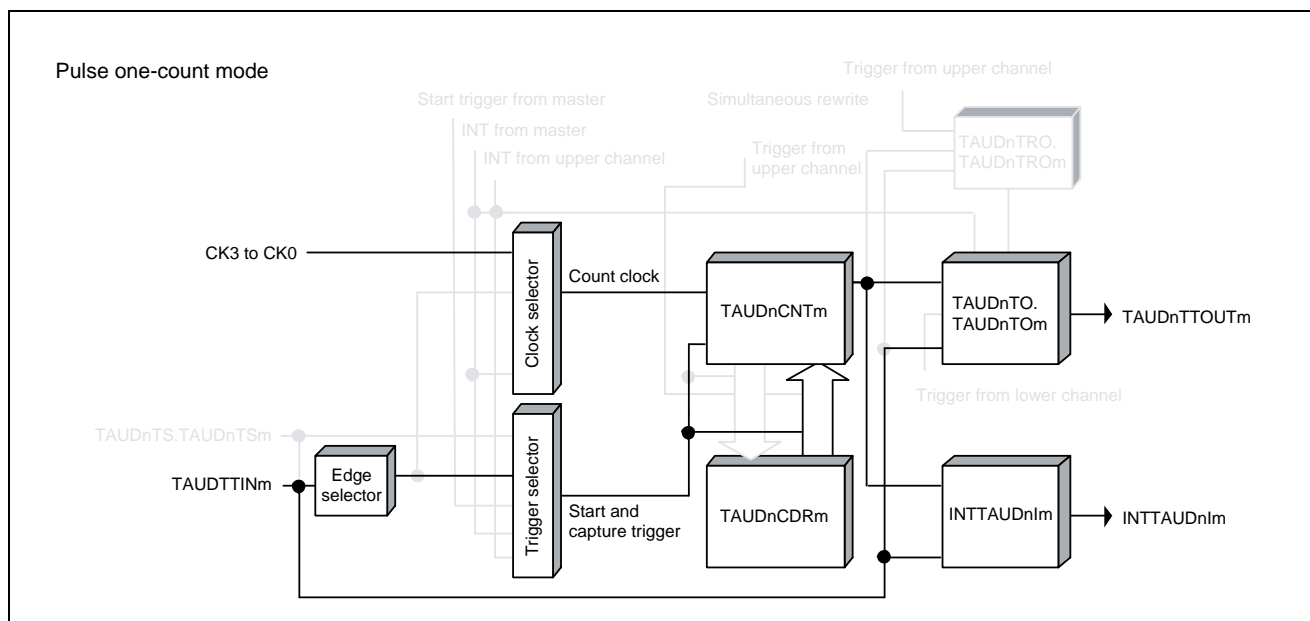 Pulse one-count mode
Trigger from upper channel
Start trigger from master
Simultaneous rewrite
INT from master
INT from upper channel
Trigger from
upper channel
TAUDnTRO.
TAUDnTROm
CK3 to CK0
Clock selector
Count clock
TAUDnCNTm
TAUDnTO.
TAUDnTOm
TAUDnTTOUTm
Trigger from lower channel
TAUDnTS.TAUDnTSm
TAUDTTINm
Edge
selector
Trigger selector
Start and
capture trigger
TAUDnCDRm
INTTAUDnIm
INTTAUDnIm